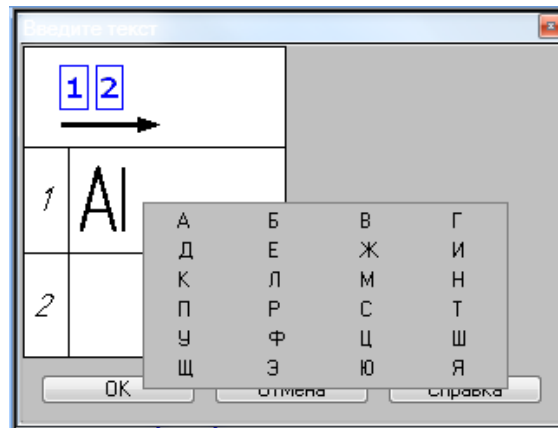 Введите текст
1 2
1 А
А Б В Г
Д Е Ж И
К Л М Н
2
П Р С Т
У Ф Ц Ш
Щ Э Ю Я
ОК Отмена Справка